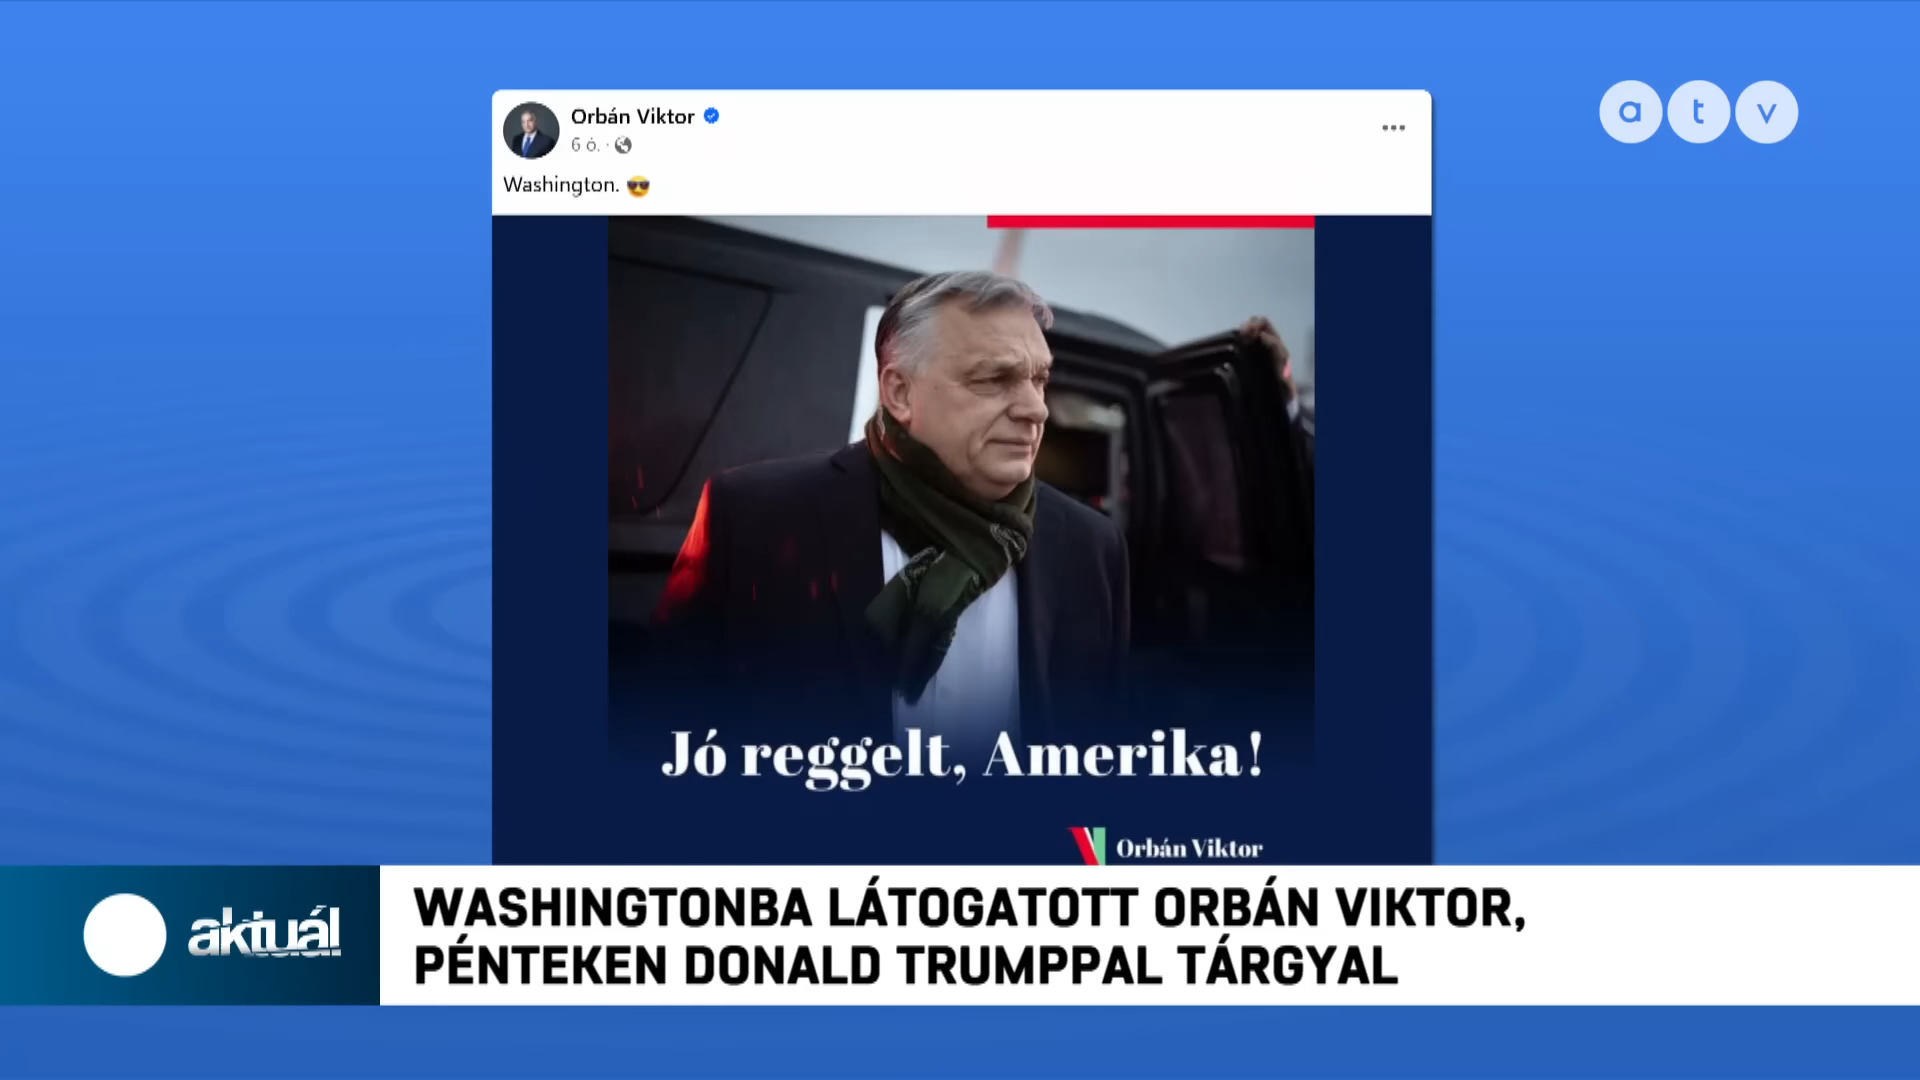 Orbán Viktor
6 ó. ·
Washington. 😎
a t v
Jó reggelt, Amerika!
Orbán Viktor
aktuál
WASHINGTONBA LÁTOGATOTT ORBÁN VIKTOR,
PÉNTEKEN DONALD TRUMPPAL TÁRGYAL